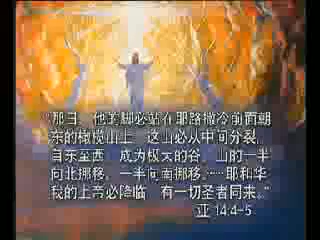 “那日，他的脚必站在耶路撒冷前面朝
东的橄榄山上。这山必从中间分裂，
自东至西，成为极大的谷。山的一半
向北挪移，一半向南挪移。……耶和华
我的上帝必降临，有一切圣者同来。”
亚 14:4-5